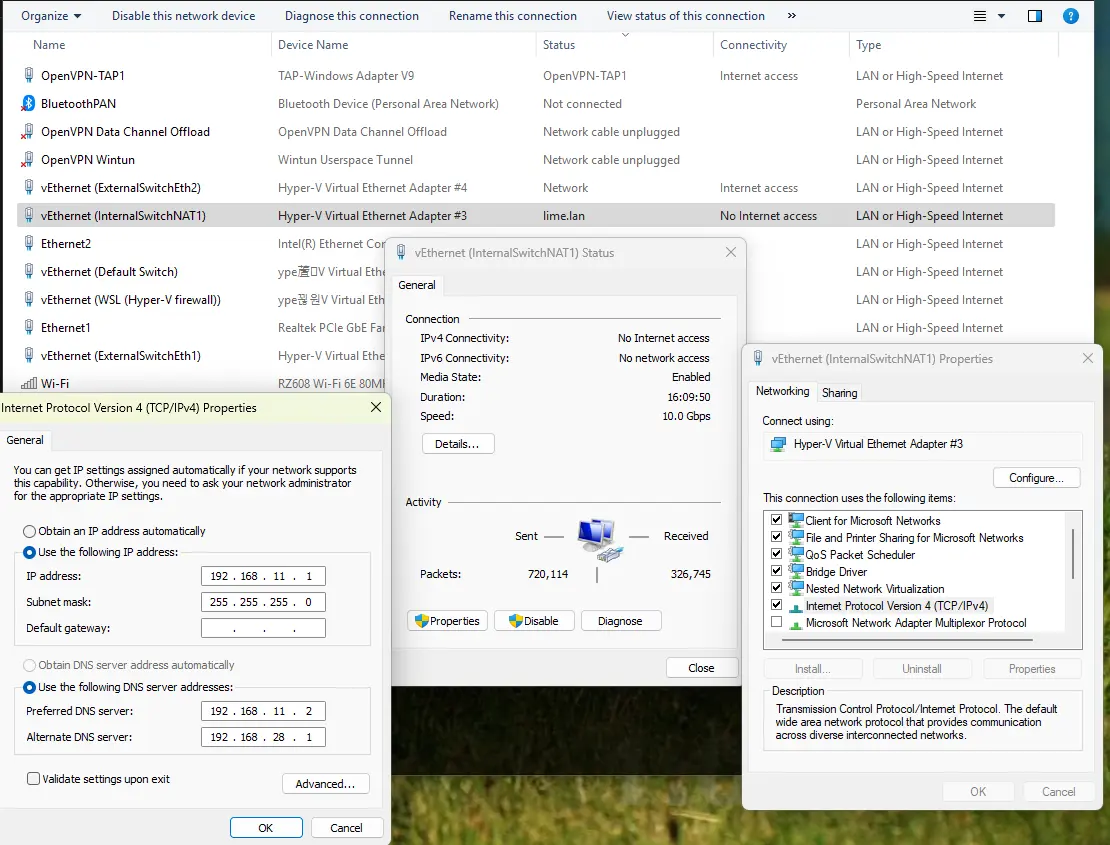 Organize Disable this network device Diagnose this connection Rename this connection View status of this connection »
Name Device Name Status Connectivity Type
OpenVPN-TAP1 TAP-Windows Adapter V9 OpenVPN-TAP1 Internet access LAN or High-Speed Internet
BluetoothPAN Bluetooth Device (Personal Area Network) Not connected Personal Area Network
OpenVPN Data Channel Offload OpenVPN Data Channel Offload Network cable unplugged LAN or High-Speed Internet
OpenVPN Wintun Wintun Userspace Tunnel Network cable unplugged LAN or High-Speed Internet
vEthernet (ExternalSwitchEth2) Hyper-V Virtual Ethernet Adapter #4 Network Internet access LAN or High-Speed Internet
vEthernet (InternalSwitchNAT1) Hyper-V Virtual Ethernet Adapter #3 lime.lan No Internet access LAN or High-Speed Internet
Ethernet2 Intel(R) Ethernet Cor LAN or High-Speed Internet
vEthernet (Default Switch) V Virtual Ethe LAN or High-Speed Internet
vEthernet (WSL (Hyper-V firewall)) V Virtual Ethe LAN or High-Speed Internet
Ethernet1 Realtek PCIe GbE Far LAN or High-Speed Internet
vEthernet (ExternalSwitchEth1) Hyper-V Virtual Ether
Wi-Fi RZ608 Wi-Fi 6E 80MH
vEthernet (InternalSwitchNAT1) Status
General
Connection
IPv4 Connectivity: No Internet access
IPv6 Connectivity: No network access
Media State: Enabled
Duration: 16:09:50
Speed: 10.0 Gbps
Details...
Activity
Sent Received
Packets: 720,114 326,745
Properties Disable Diagnose
Close
vEthernet (InternalSwitchNAT1) Properties
Networking Sharing
Connect using:
Hyper-V Virtual Ethernet Adapter #3
Configure...
This connection uses the following items:
Client for Microsoft Networks
File and Printer Sharing for Microsoft Networks
QoS Packet Scheduler
Bridge Driver
Nested Network Virtualization
Internet Protocol Version 4 (TCP/IPv4)
Microsoft Network Adapter Multiplexor Protocol
Install... Uninstall Properties
Description
Transmission Control Protocol/Internet Protocol. The default
wide area network protocol that provides communication
across diverse interconnected networks.
OK Cancel
Internet Protocol Version 4 (TCP/IPv4) Properties
General
You can get IP settings assigned automatically if your network supports
this capability. Otherwise, you need to ask your network administrator
for the appropriate IP settings.
Obtain an IP address automatically
Use the following IP address:
IP address: 192 . 168 . 11 . 1
Subnet mask: 255 . 255 . 255 . 0
Default gateway: . . .
Obtain DNS server address automatically
Use the following DNS server addresses:
Preferred DNS server: 192 . 168 . 11 . 2
Alternate DNS server: 192 . 168 . 28 . 1
Validate settings upon exit
Advanced...
OK Cancel